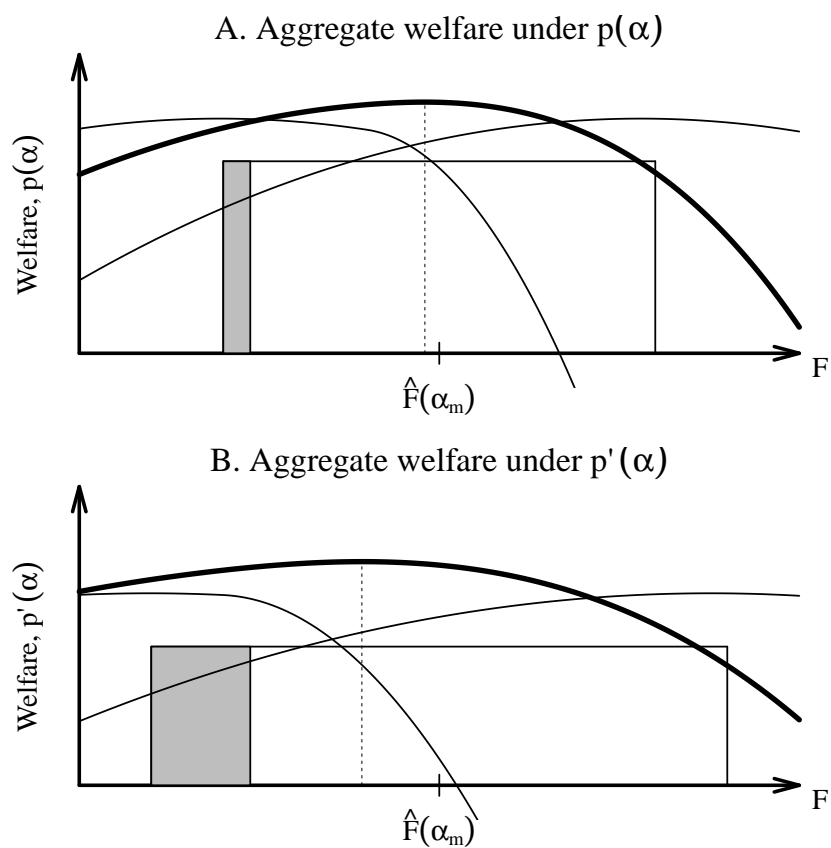 A. Aggregate welfare under p(α)
Welfare, p(α)
F
F̂(αₘ)
B. Aggregate welfare under p'(α)
Welfare, p'(α)
F
F̂(αₘ)